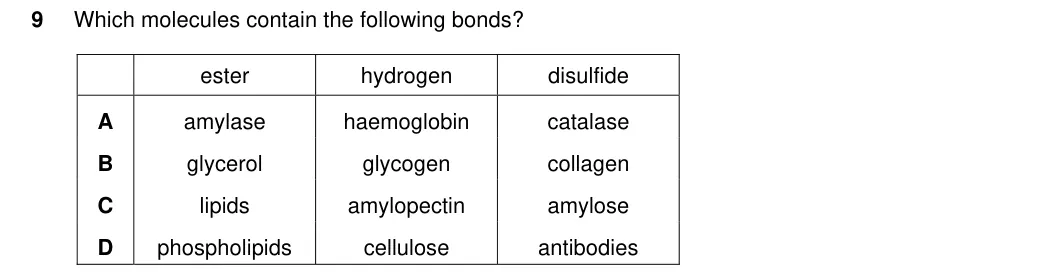 9 Which molecules contain the following bonds?
ester hydrogen disulfide
A amylase haemoglobin catalase
B glycerol glycogen collagen
C lipids amylopectin amylose
D phospholipids cellulose antibodies